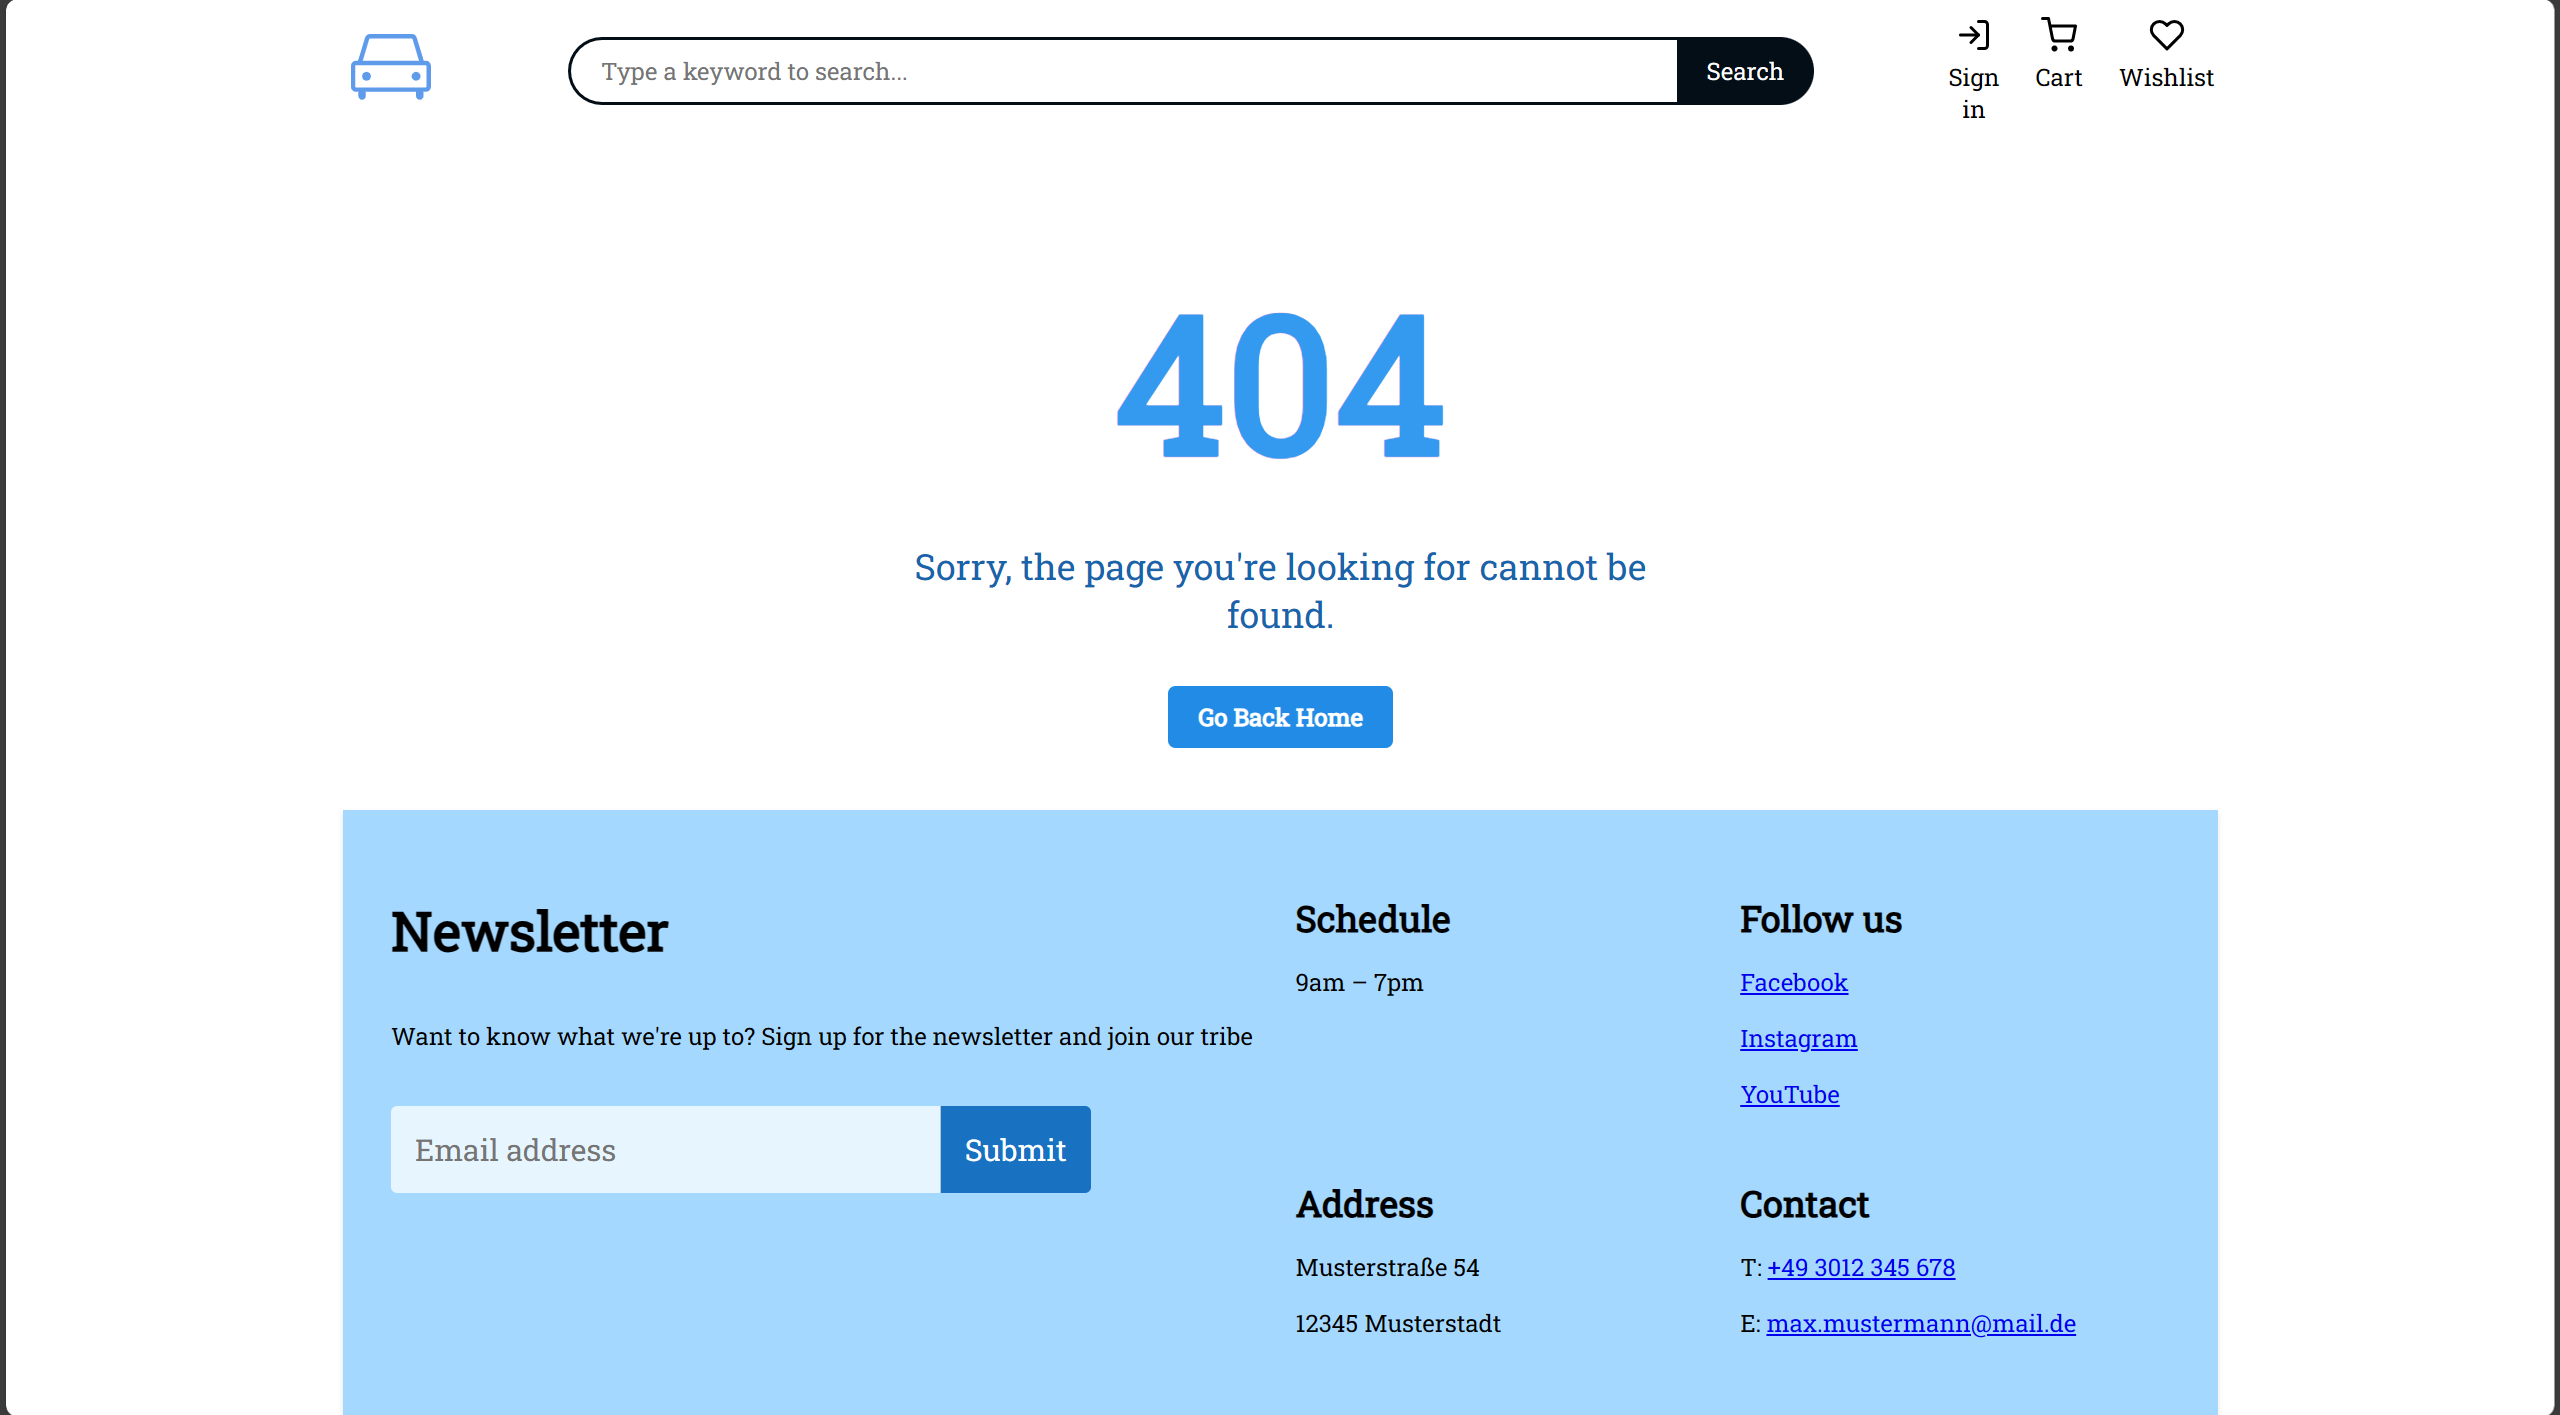 Type a keyword to search...
Search
Sign
in
Cart
Wishlist
404
Sorry, the page you're looking for cannot be
found.
Go Back Home
Newsletter
Want to know what we're up to? Sign up for the newsletter and join our tribe
Email address
Submit
Schedule
9am – 7pm
Follow us
Facebook
Instagram
YouTube
Address
Musterstraße 54
12345 Musterstadt
Contact
T: +49 3012 345 678
E: max.mustermann@mail.de